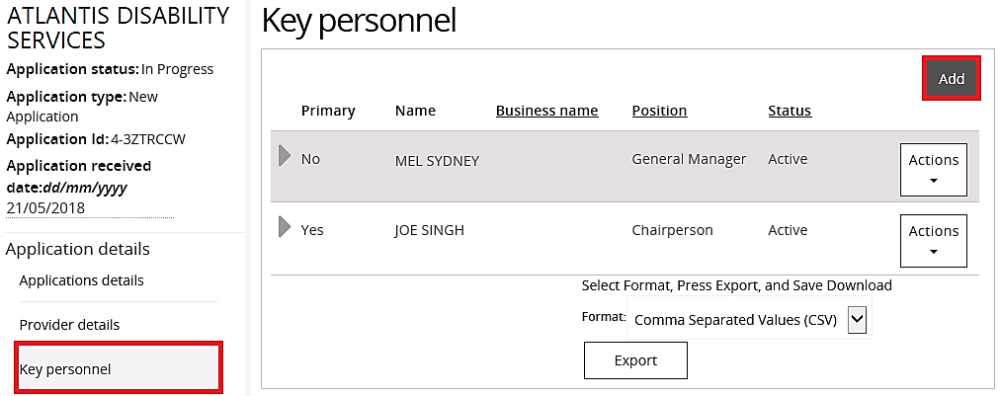 ATLANTIS DISABILITY
SERVICES
Application status: In Progress
Application type: New
Application
Application Id: 4-3ZTRCCW
Application received
date:dd/mm/yyyy
21/05/2018
Application details
Applications details
Provider details
Key personnel
Key personnel
Add
Primary Name Business name Position Status
No MEL SYDNEY General Manager Active Actions
Yes JOE SINGH Chairperson Active Actions
Select Format, Press Export, and Save Download
Format: Comma Separated Values (CSV)
Export